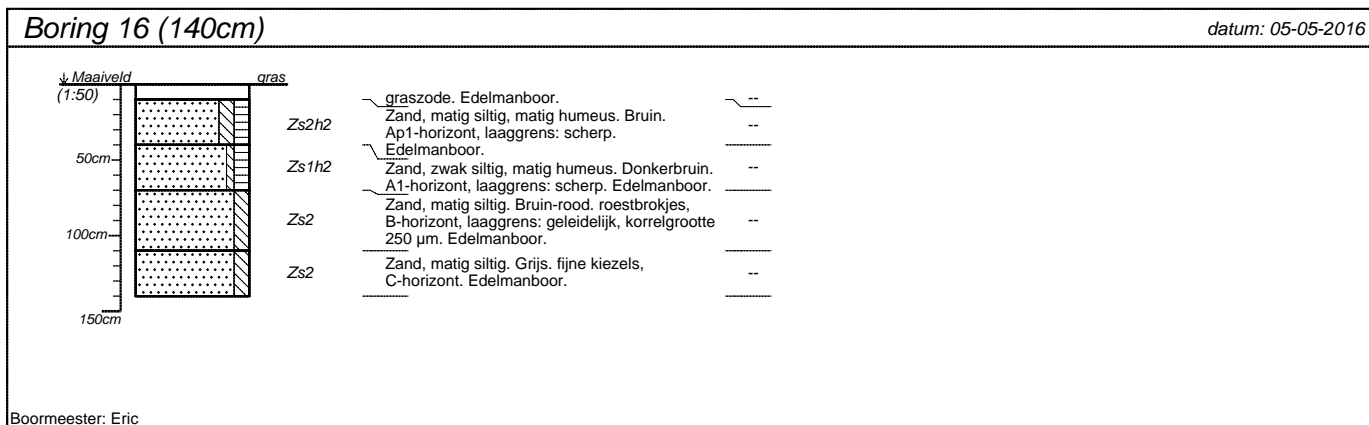 Boring 16 (140cm)
datum: 05-05-2016
Maaiveld
gras
(1:50)
graszode. Edelmanboor.
--
Zs2h2
Zand, matig siltig, matig humeus. Bruin.
Ap1-horizont, laaggrens: scherp.
Edelmanboor.
--
50cm
Zs1h2
Zand, zwak siltig, matig humeus. Donkerbruin.
A1-horizont, laaggrens: scherp. Edelmanboor.
--
Zs2
Zand, matig siltig. Bruin-rood. roestbrokjes,
B-horizont, laaggrens: geleidelijk, korrelgrootte
250 µm. Edelmanboor.
--
100cm
Zs2
Zand, matig siltig. Grijs. fijne kiezels,
C-horizont. Edelmanboor.
--
150cm
Boormeester: Eric